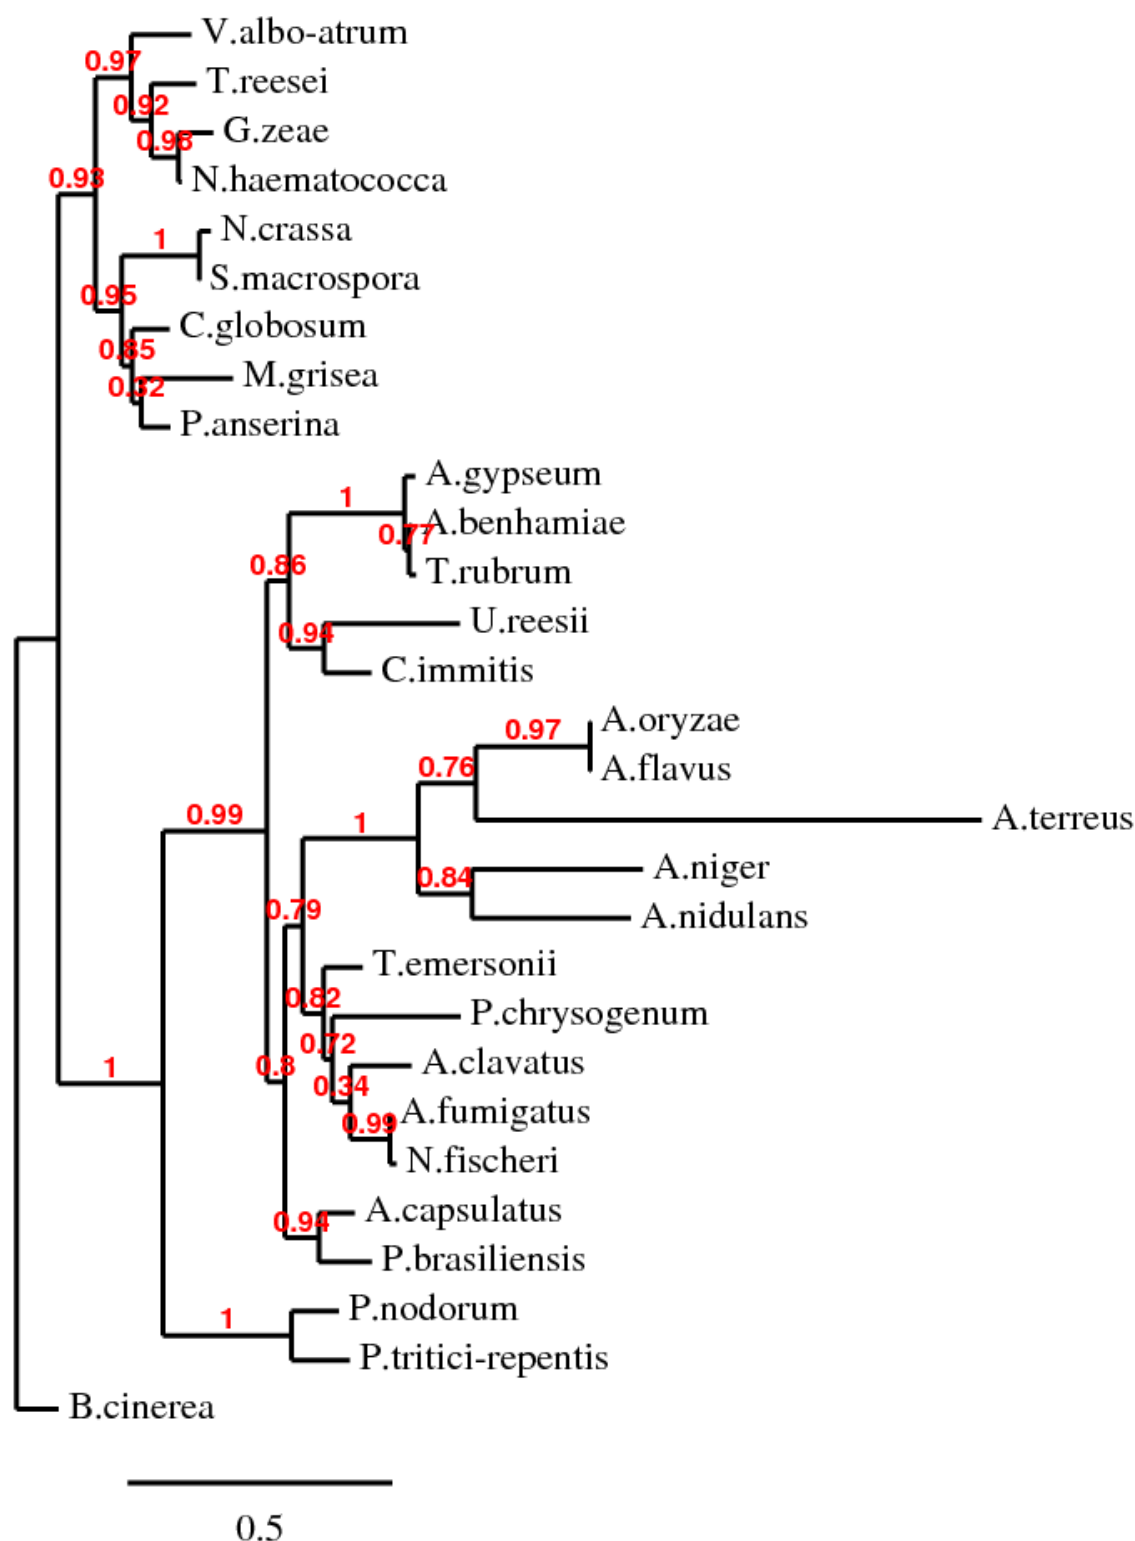 V.albo-atrum
0.97
T.reesei
0.92
G.zeae
0.98
N.haematococca
0.93
N.crassa
1
S.macrospora
0.95
C.globosum
0.85
M.grisea
0.32
P.anserina
A.gypseum
1
A.benhamiae
0.77
0.86
T.rubrum
U.reesii
0.94
C.immitis
A.oryzae
0.97
0.76
A.flavus
0.99
1
A.terreus
A.niger
0.84
0.79
A.nidulans
T.emersonii
0.82
P.chrysogenum
0.72
1
0.8
A.clavatus
0.34
A.fumigatus
0.99
N.fischeri
A.capsulatus
0.94
P.brasiliensis
P.nodorum
1
P.tritici-repentis
B.cinerea
0.5